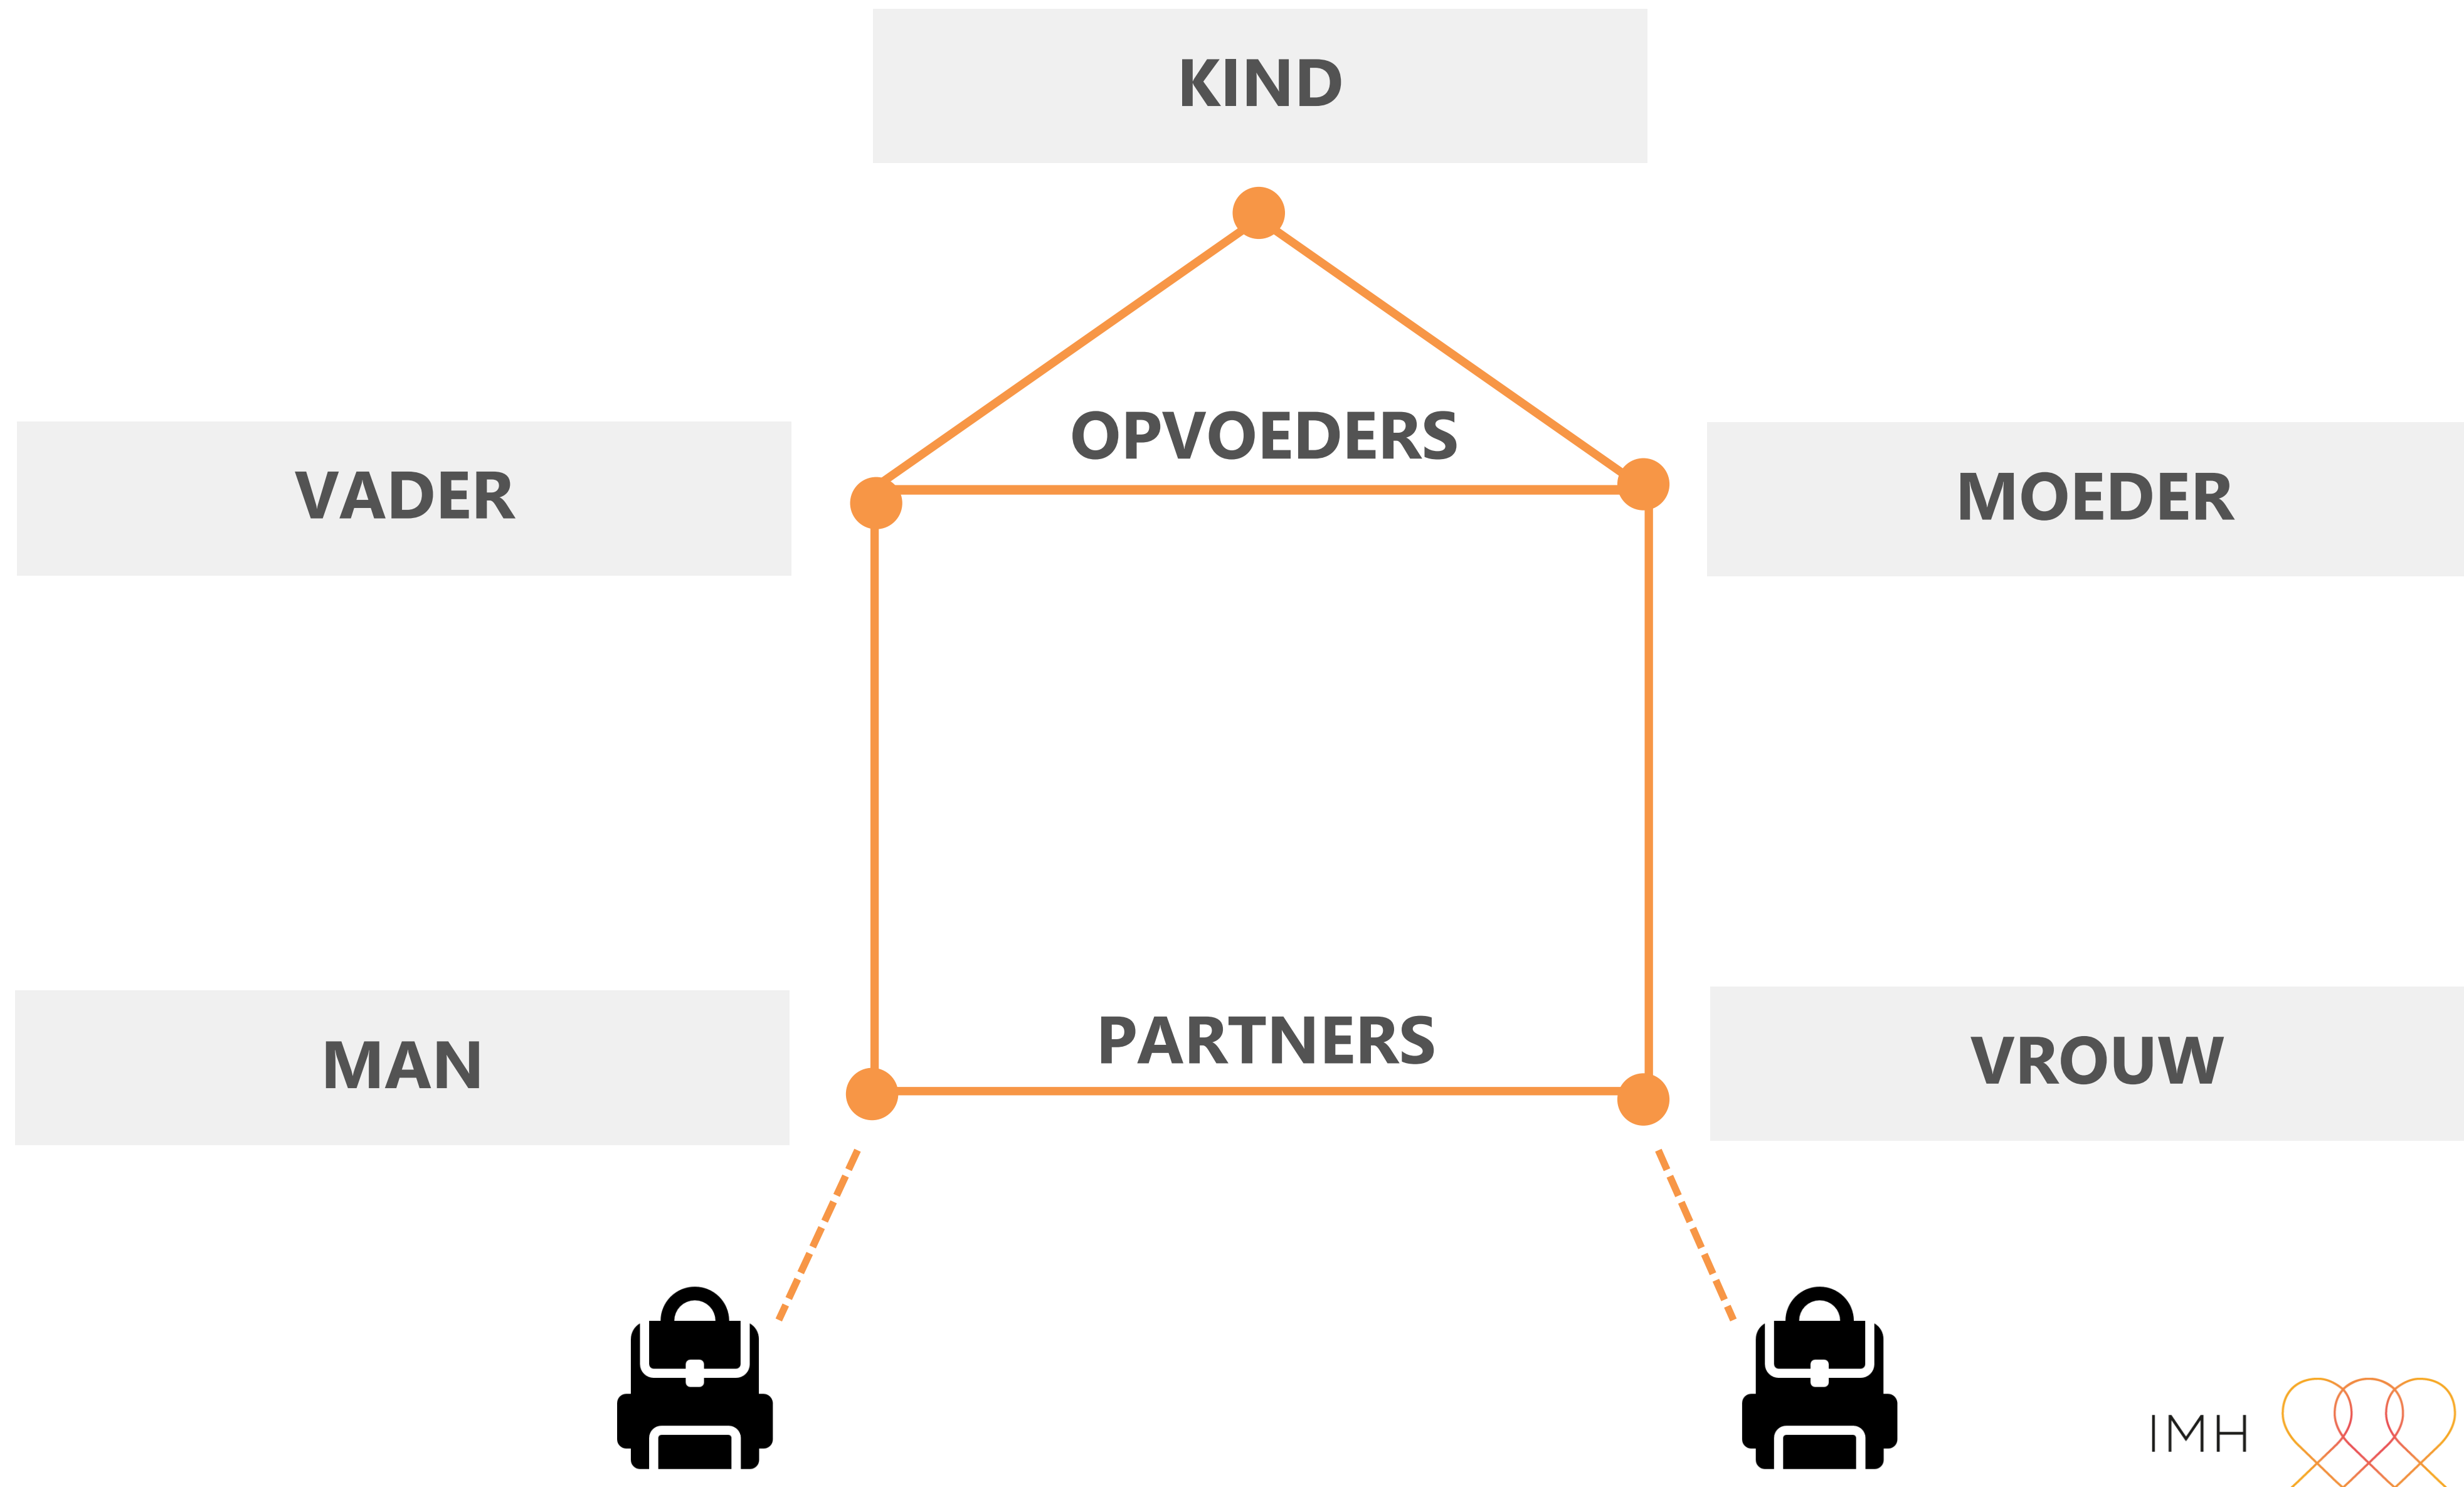 KIND
OPVOEDERS
VADER
MOEDER
PARTNERS
MAN
VROUW
IMH